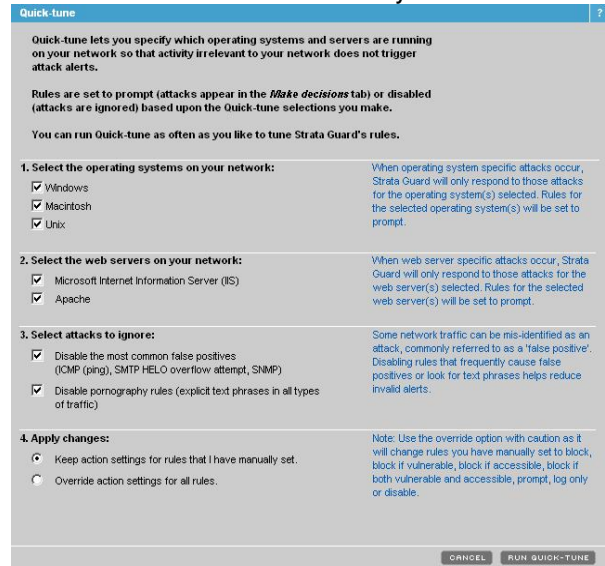 Quick-tune ?
Quick-tune lets you specify which operating systems and servers are running
on your network so that activity irrelevant to your network does not trigger
attack alerts.
Rules are set to prompt (attacks appear in the Make decisions tab) or disabled
(attacks are ignored) based upon the Quick-tune selections you make.
You can run Quick-tune as often as you like to tune Strata Guard's rules.
1. Select the operating systems on your network:
Windows
Macintosh
Unix
When operating system specific attacks occur,
Strata Guard will only respond to those attacks
for the operating system(s) selected. Rules for
the selected operating system(s) will be set to
prompt.
2. Select the web servers on your network:
Microsoft Internet Information Server (IIS)
Apache
When web server specific attacks occur, Strata
Guard will only respond to those attacks for the
web server(s) selected. Rules for the selected
web server(s) will be set to prompt.
3. Select attacks to ignore:
Disable the most common false positives
(ICMP (ping), SMTP HELO overflow attempt, SNMP)
Disable pornography rules (explicit text phrases in all types
of traffic)
Some network traffic can be mis-identified as an
attack, commonly referred to as a 'false positive'.
Disabling rules that frequently cause false
positives or look for text phrases helps reduce
invalid alerts.
4. Apply changes:
Keep action settings for rules that I have manually set.
Override action settings for all rules.
Note: Use the override option with caution as it
will change rules you have manually set to block,
block if vulnerable, block if accessible, block if
both vulnerable and accessible, prompt, log only
or disable.
CANCEL RUN QUICK-TUNE